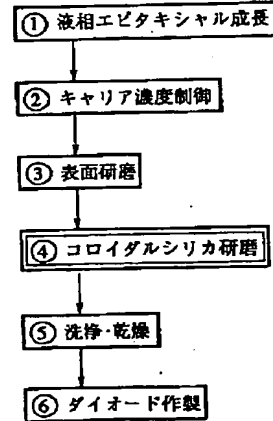 ① 液相エピタキシャル成長
② キャリア濃度制御
③ 表面研磨
④ コロイダルシリカ研磨
⑤ 洗浄・乾燥
⑥ ダイオード作製